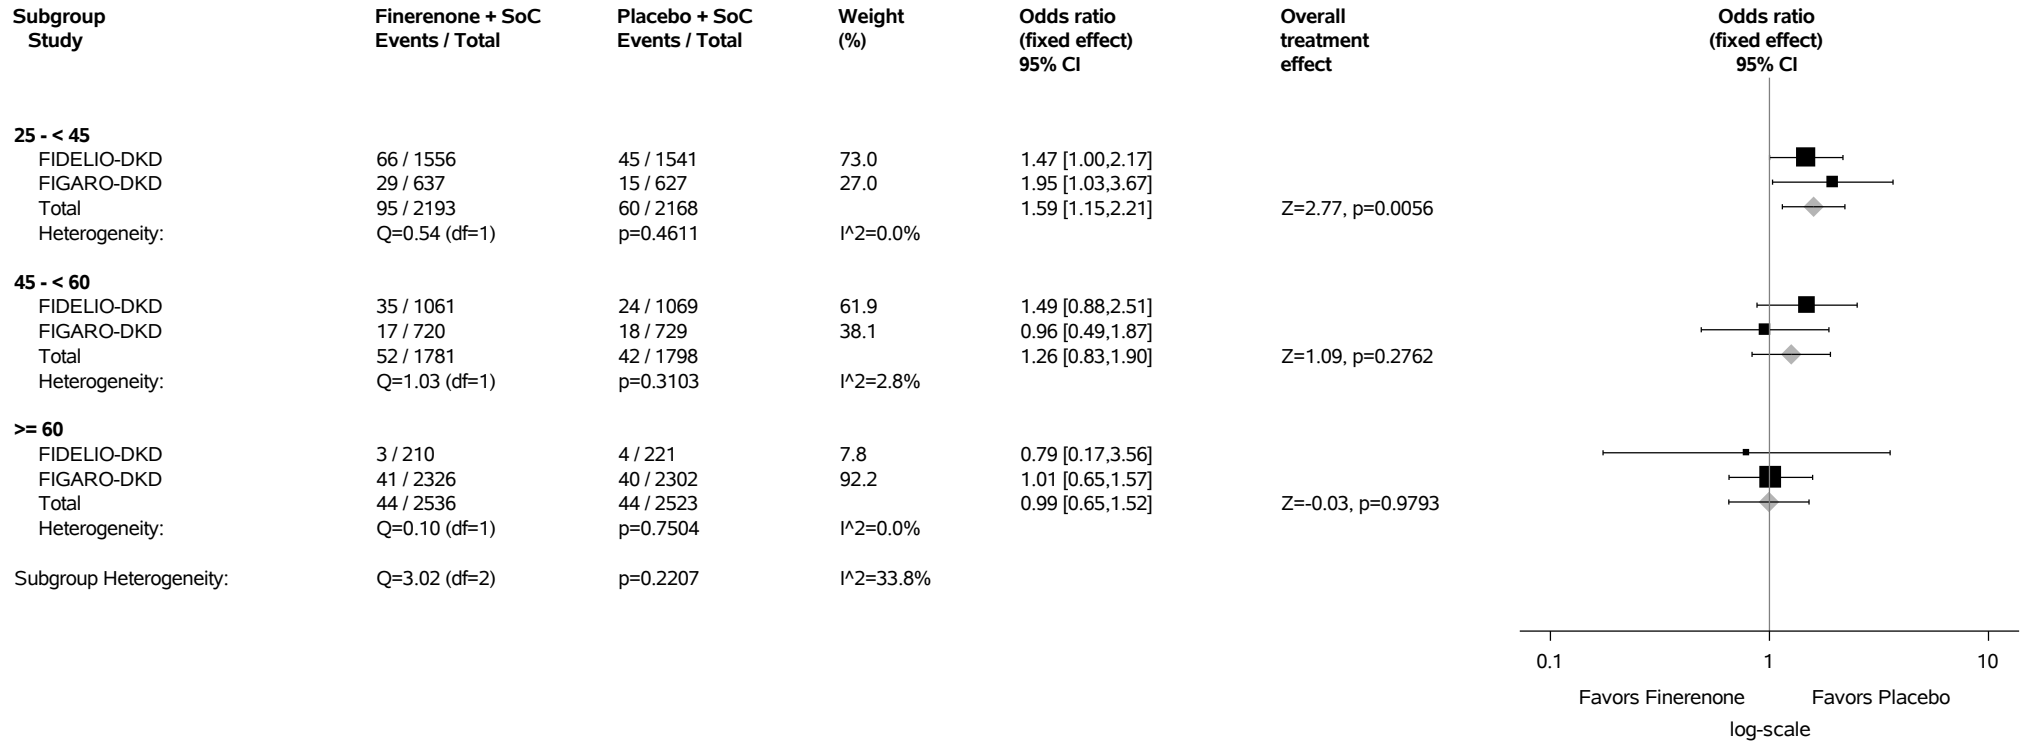 Subgroup Finerenone + SoC Placebo + SoC Weight Odds ratio Overall Odds ratio
Study Events / Total Events / Total (%) (fixed effect) treatment (fixed effect)
95% CI effect 95% CI
25 - < 45
FIDELIO-DKD 66 / 1556 45 / 1541 73.0 1.47 [1.00,2.17]
FIGARO-DKD 29 / 637 15 / 627 27.0 1.95 [1.03,3.67]
Total 95 / 2193 60 / 2168 1.59 [1.15,2.21] Z=2.77, p=0.0056
Heterogeneity: Q=0.54 (df=1) p=0.4611 I^2=0.0%
45 - < 60
FIDELIO-DKD 35 / 1061 24 / 1069 61.9 1.49 [0.88,2.51]
FIGARO-DKD 17 / 720 18 / 729 38.1 0.96 [0.49,1.87]
Total 52 / 1781 42 / 1798 1.26 [0.83,1.90] Z=1.09, p=0.2762
Heterogeneity: Q=1.03 (df=1) p=0.3103 I^2=2.8%
>= 60
FIDELIO-DKD 3 / 210 4 / 221 7.8 0.79 [0.17,3.56]
FIGARO-DKD 41 / 2326 40 / 2302 92.2 1.01 [0.65,1.57]
Total 44 / 2536 44 / 2523 0.99 [0.65,1.52] Z=-0.03, p=0.9793
Heterogeneity: Q=0.10 (df=1) p=0.7504 I^2=0.0%
Subgroup Heterogeneity: Q=3.02 (df=2) p=0.2207 I^2=33.8%
0.1 1 10
Favors Finerenone Favors Placebo
log-scale